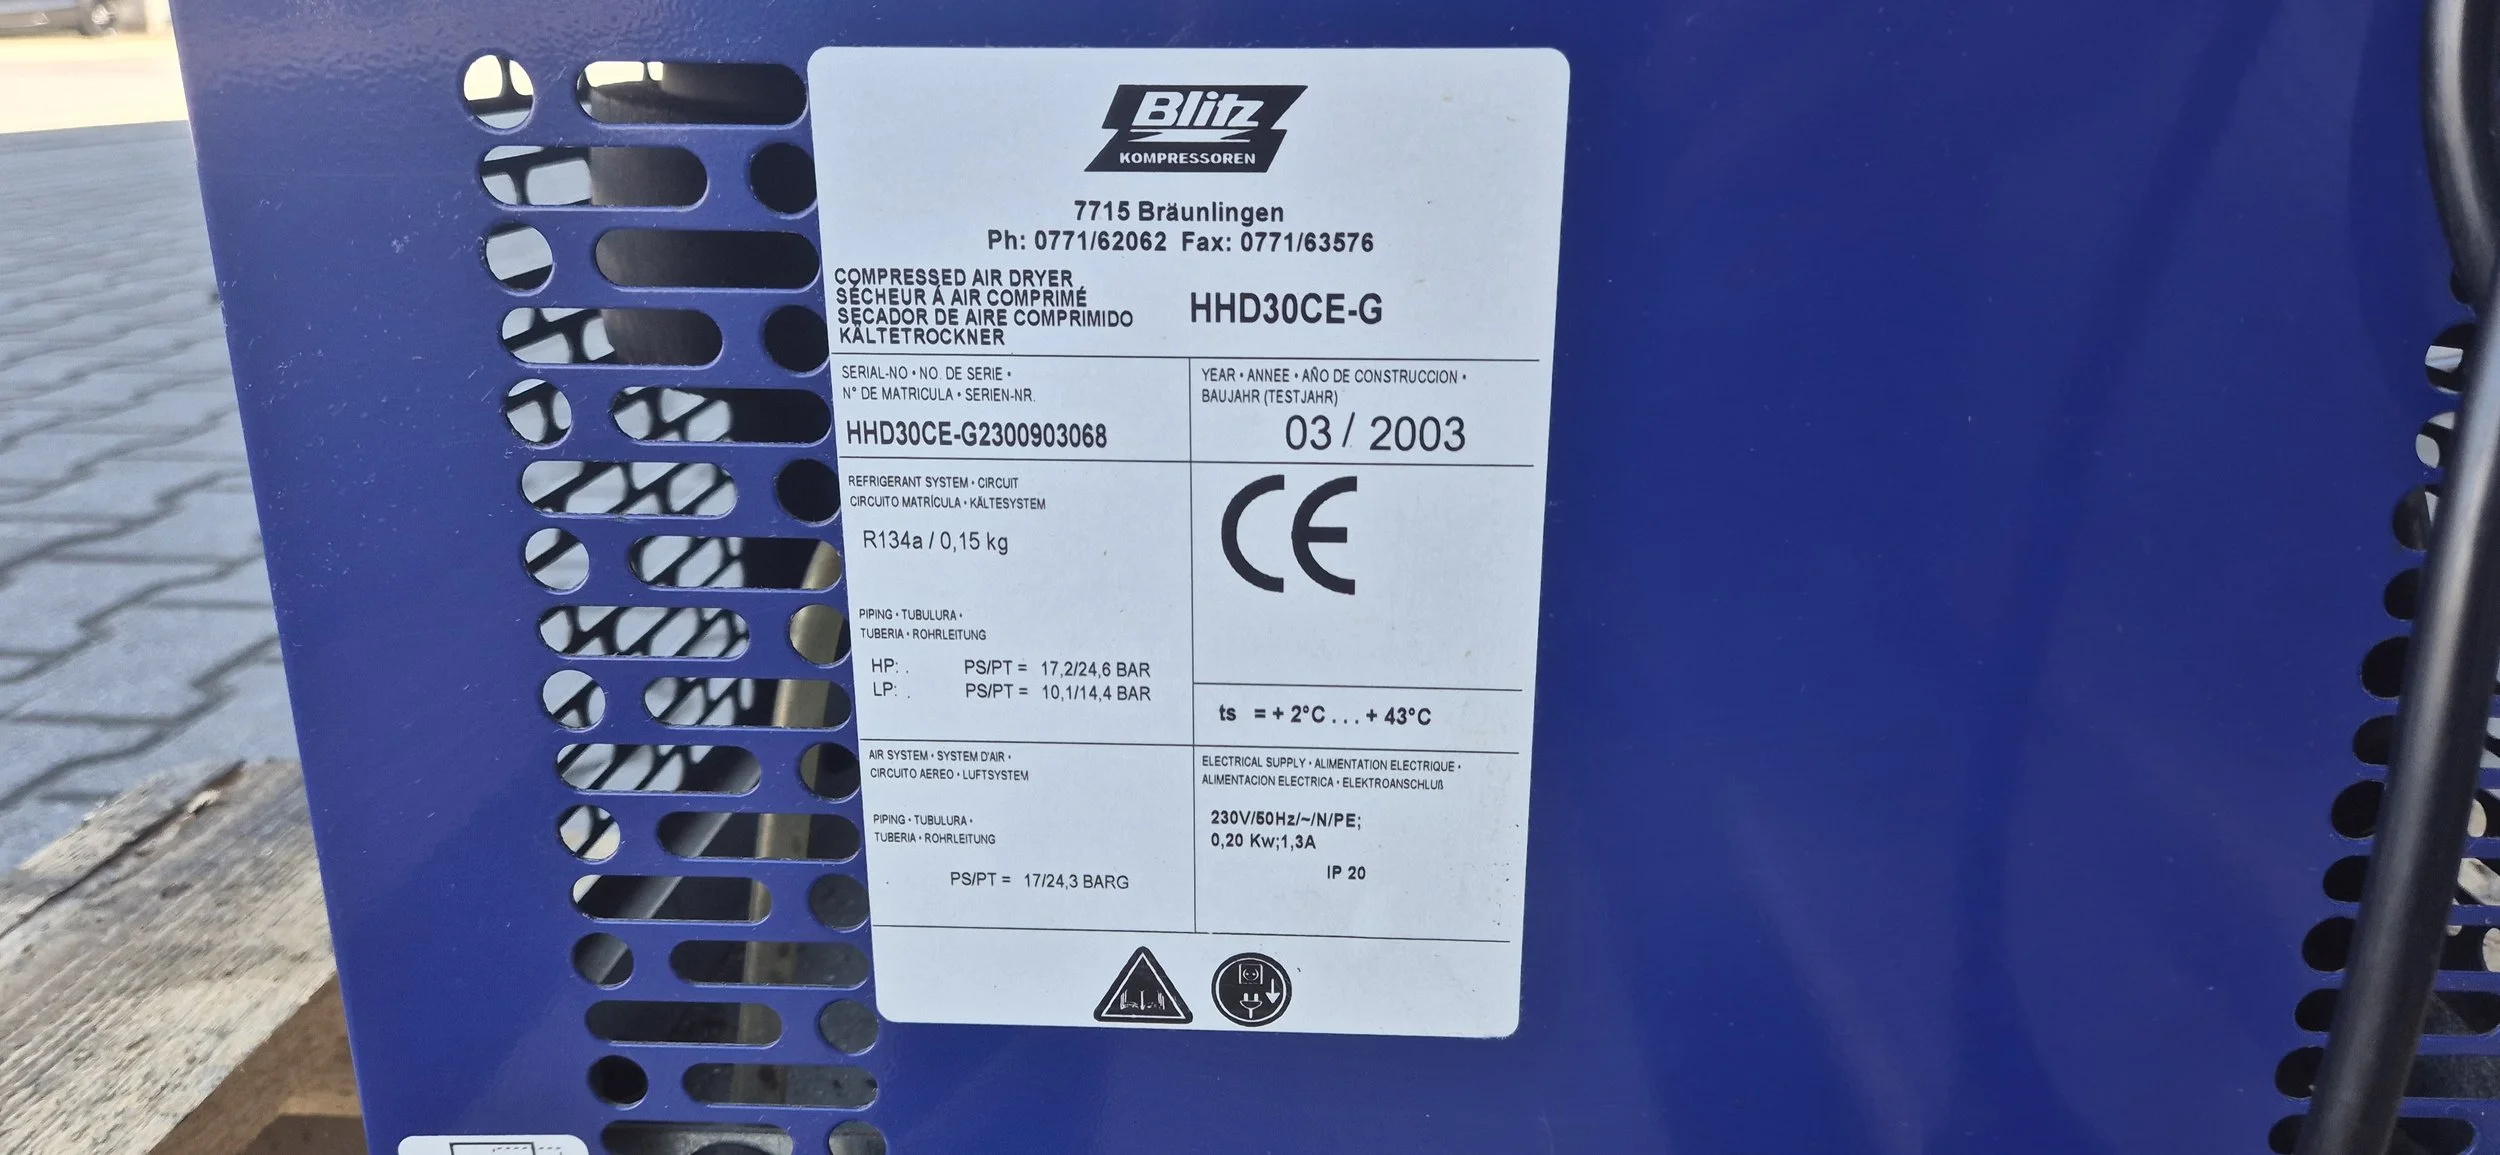 Blitz
KOMPRESSOREN
7715 Bräunlingen
Ph: 0771/62062 Fax: 0771/63576
COMPRESSED AIR DRYER
SÉCHEUR À AIR COMPRIMÉ
SECADOR DE AIRE COMPRIMIDO
KÄLTETROCKNER
HHD30CE-G
SERIAL-NO • NO. DE SERIE •
N° DE MATRICULA • SERIEN-NR.
HHD30CE-G2300903068
YEAR • ANNEE • AÑO DE CONSTRUCCION •
BAUJAHR (TESTJAHR)
03 / 2003
REFRIGERANT SYSTEM • CIRCUIT
CIRCUITO MATRÍCULA • KÄLTESYSTEM
R134a / 0,15 kg
CE
PIPING • TUBULURA •
TUBERIA • ROHRLEITUNG
HP: . PS/PT = 17,2/24,6 BAR
LP: . PS/PT = 10,1/14,4 BAR
ts = + 2°C . . . + 43°C
AIR SYSTEM • SYSTEM D'AIR •
CIRCUITO AEREO • LUFTSYSTEM
PIPING • TUBULURA •
TUBERIA • ROHRLEITUNG
PS/PT = 17/24,3 BARG
ELECTRICAL SUPPLY • ALIMENTATION ELECTRIQUE •
ALIMENTACION ELECTRICA • ELEKTROANSCHLUß
230V/50Hz/~/N/PE;
0,20 Kw;1,3A
IP 20